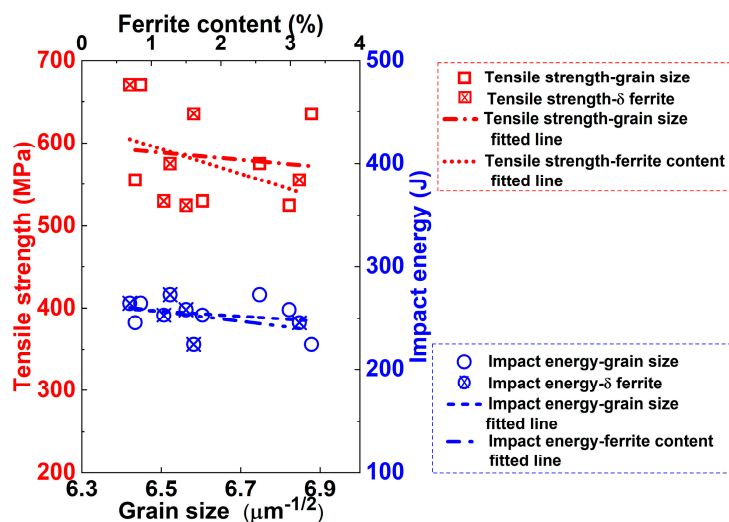 Ferrite content (%)
0 1 2 3 4
700
600
500
400
300
200
Tensile strength (MPa)
500
400
300
200
100
Impact energy (J)
6.3 6.5 6.7 6.9
Grain size (μm-1/2)
Tensile strength-grain size
Tensile strength-δ ferrite
Tensile strength-grain size
fitted line
Tensile strength-ferrite content
fitted line
Impact energy-grain size
Impact energy-δ ferrite
Impact energy-grain size
fitted line
Impact energy-ferrite content
fitted line